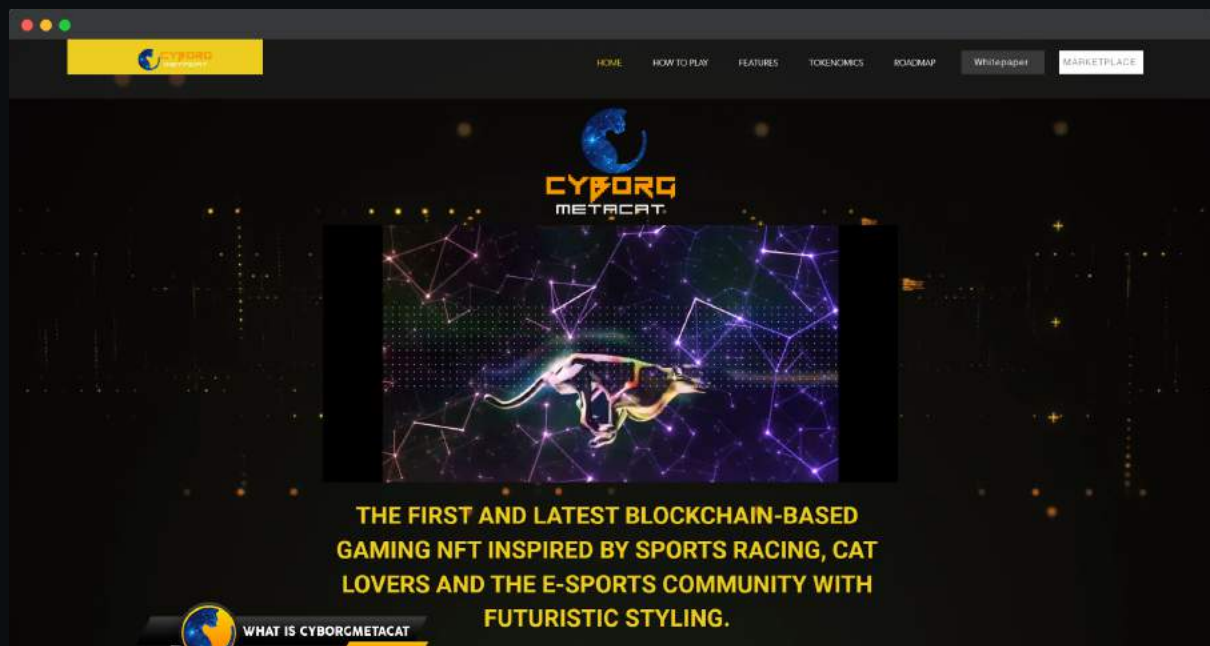 CYBORG
METACAT
HOME HOW TO PLAY FEATURES TOKENOMICS ROADMAP Whitepaper MARKETPLACE
CYBORG
METACAT
THE FIRST AND LATEST BLOCKCHAIN-BASED
GAMING NFT INSPIRED BY SPORTS RACING, CAT
LOVERS AND THE E-SPORTS COMMUNITY WITH
FUTURISTIC STYLING.
WHAT IS CYBORGMETACAT